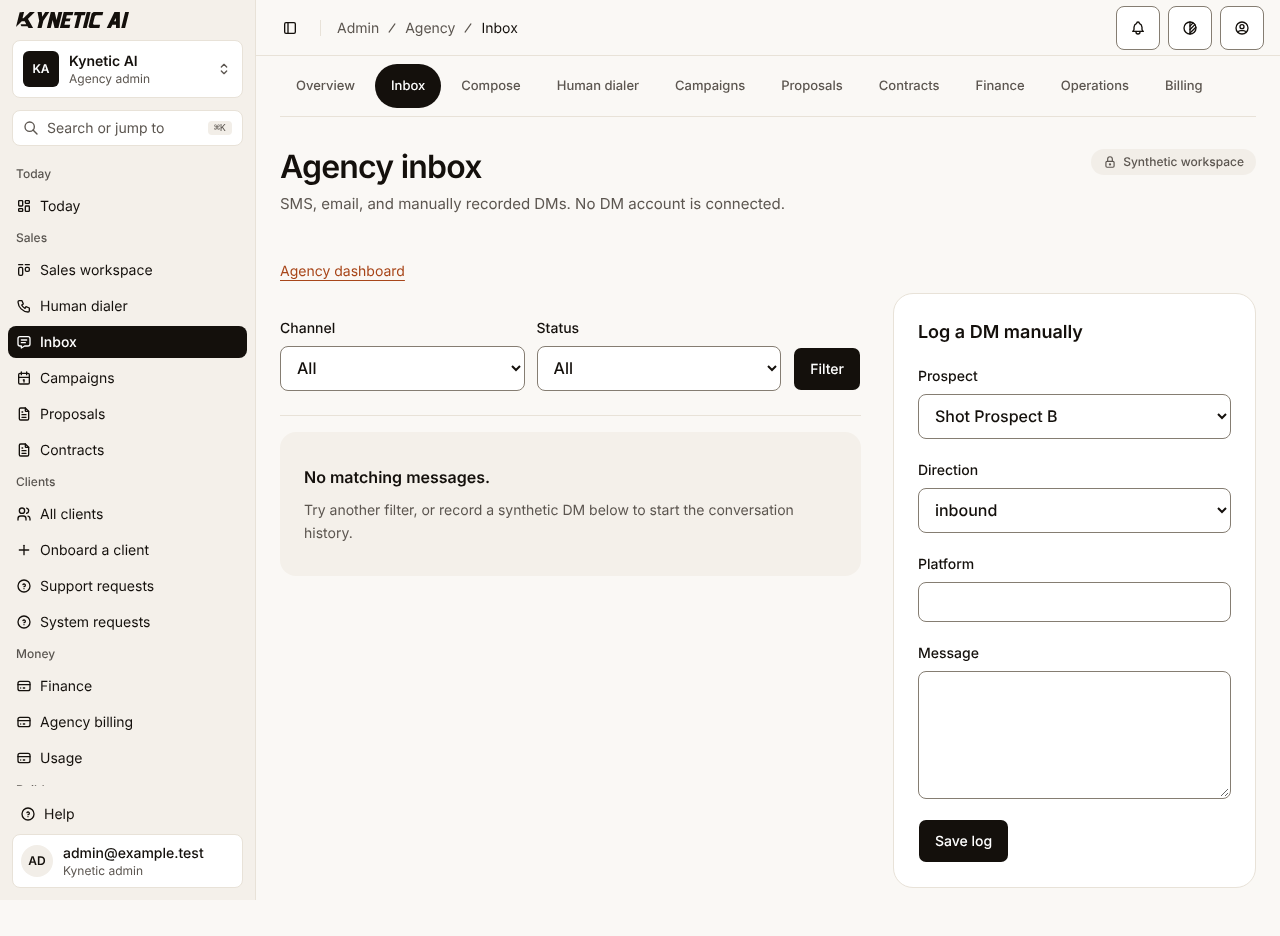 KYNETIC AI
KA
Kynetic AI
Agency admin
Search or jump to
⌘K
Today
Today
Sales
Sales workspace
Human dialer
Inbox
Campaigns
Proposals
Contracts
Clients
All clients
Onboard a client
Support requests
System requests
Money
Finance
Agency billing
Usage
Help
AD
admin@example.test
Kynetic admin
Admin / Agency / Inbox
Overview
Inbox
Compose
Human dialer
Campaigns
Proposals
Contracts
Finance
Operations
Billing
Agency inbox
Synthetic workspace
SMS, email, and manually recorded DMs. No DM account is connected.
Agency dashboard
Channel
All
Status
All
Filter
No matching messages.
Try another filter, or record a synthetic DM below to start the conversation
history.
Log a DM manually
Prospect
Shot Prospect B
Direction
inbound
Platform
Message
Save log